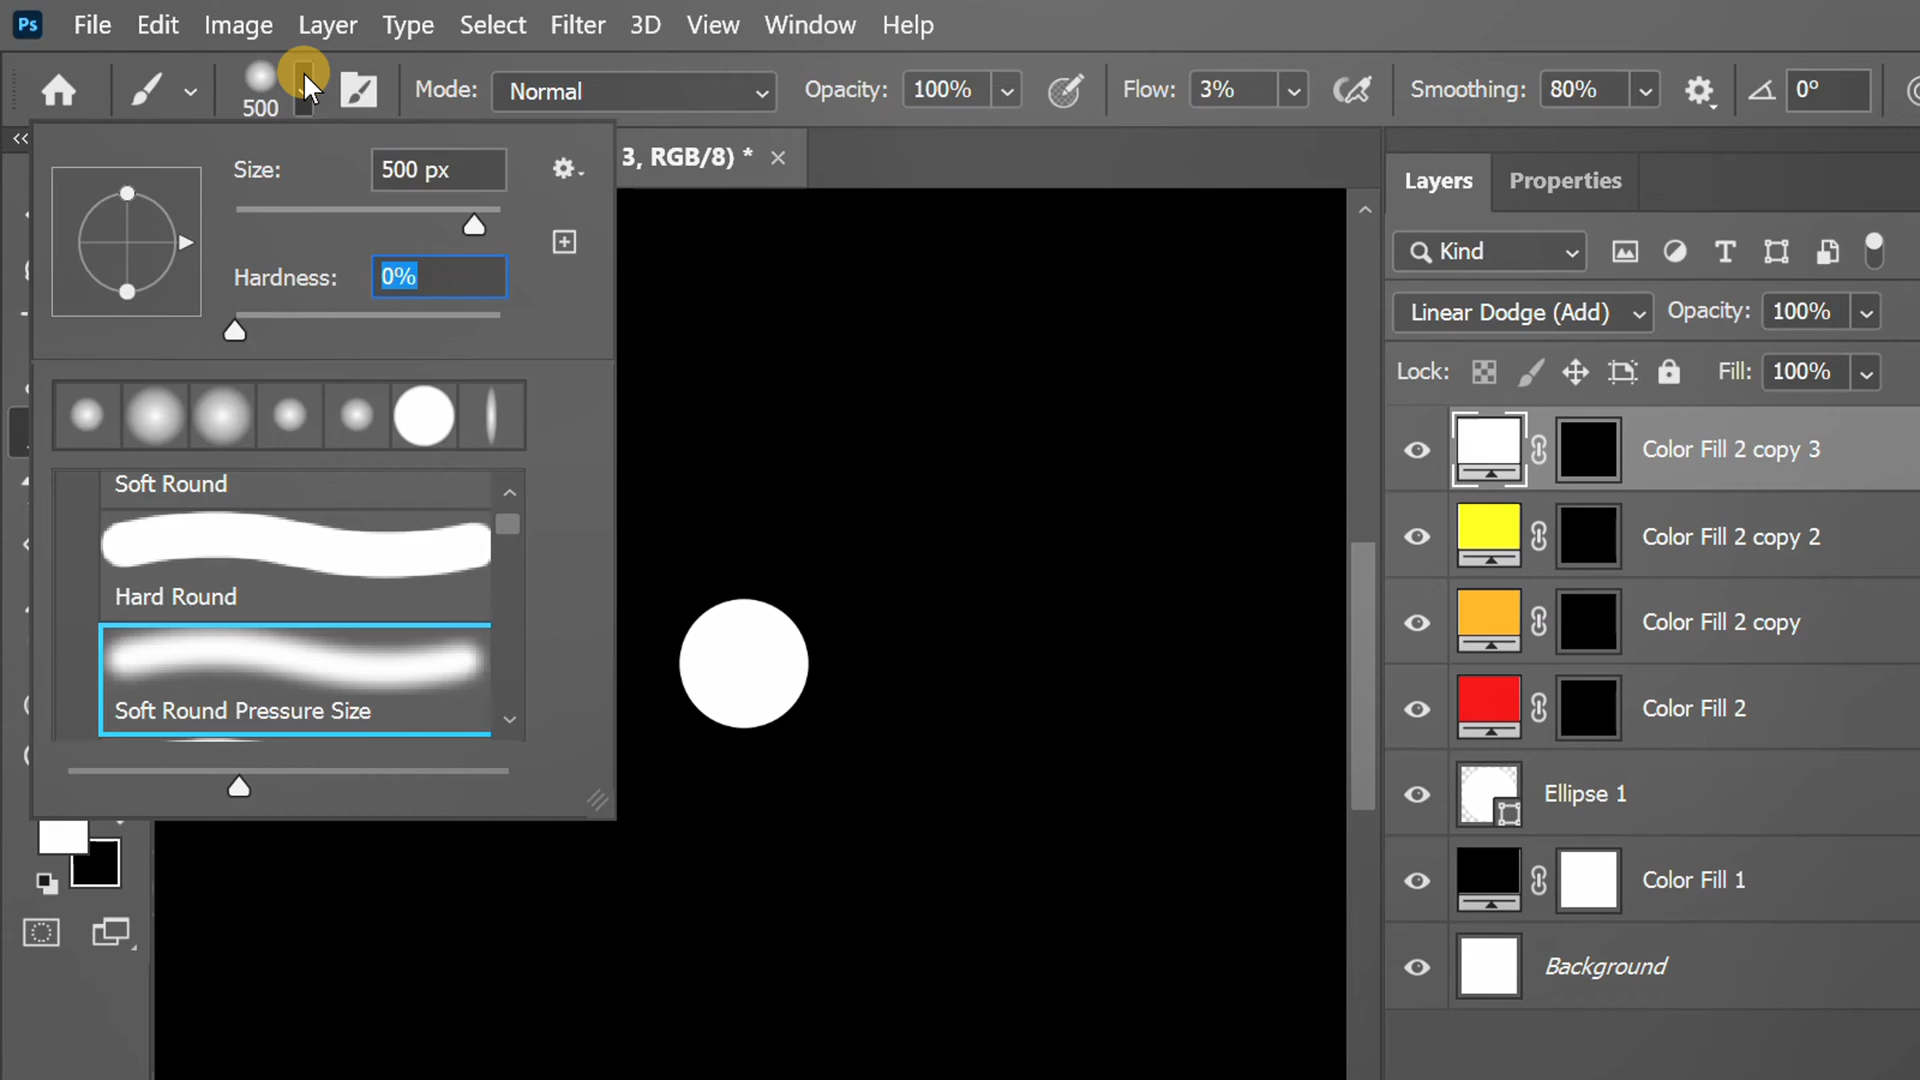 Ps File Edit Image Layer Type Select Filter 3D View Window Help
500 Mode: Normal Opacity: 100% Flow: 3% Smoothing: 80% 0°
3, RGB/8) *
Size: 500 px
Hardness: 0%
Soft Round
Hard Round
Soft Round Pressure Size
Layers Properties
Kind
Linear Dodge (Add) Opacity: 100%
Lock: Fill: 100%
Color Fill 2 copy 3
Color Fill 2 copy 2
Color Fill 2 copy
Color Fill 2
Ellipse 1
Color Fill 1
Background